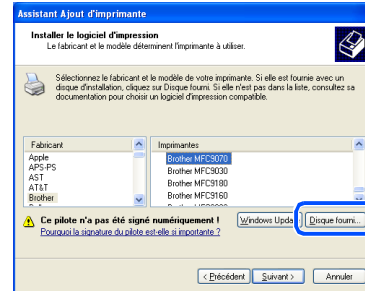 Assistant Ajout d'imprimante
Installer le logiciel d'impression
Le fabricant et le modèle déterminent l'imprimante à utiliser.
Sélectionnez le fabricant et le modèle de votre imprimante. Si elle est fournie avec un
disque d'installation, cliquez sur Disque fourni. Si elle n'est pas dans la liste, consultez sa
documentation pour choisir un logiciel d'impression compatible.
Fabricant
Apple
APS-PS
AST
AT&T
Brother
Imprimantes
Brother MFC9070
Brother MFC9030
Brother MFC9180
Brother MFC9160
Ce pilote n'a pas été signé numériquement !
Pourquoi la signature du pilote est-elle si importante ?
Windows Upda
Disque fourni...
< Précédent
Suivant >
Annuler